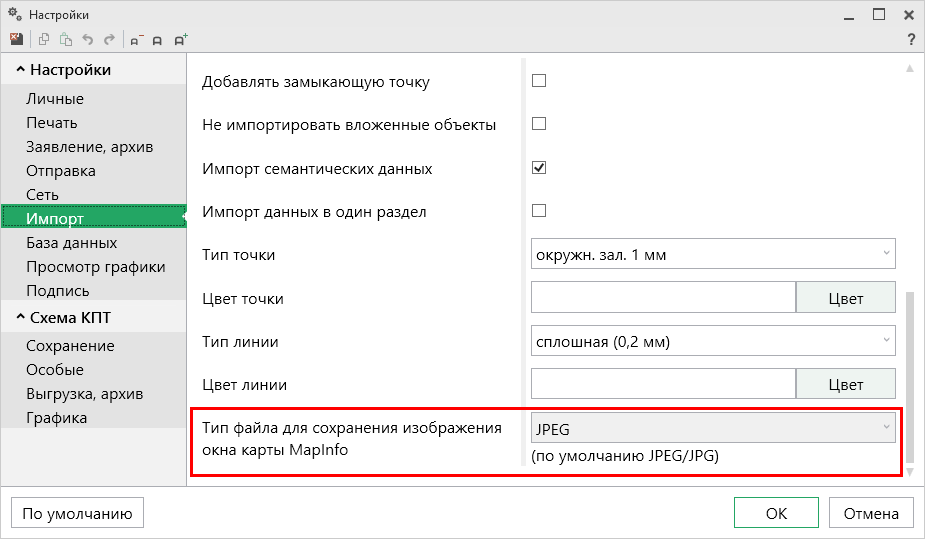 Настройки
?
Настройки
Личные
Печать
Заявление, архив
Отправка
Сеть
Импорт
База данных
Просмотр графики
Подпись
Схема КПТ
Сохранение
Особые
Выгрузка, архив
Графика
Добавлять замыкающую точку
Не импортировать вложенные объекты
Импорт семантических данных
Импорт данных в один раздел
Тип точки
окружн. зал. 1 мм
Цвет точки
Цвет
Тип линии
сплошная (0,2 мм)
Цвет линии
Цвет
Тип файла для сохранения изображения
окна карты MapInfo
JPEG
(по умолчанию JPEG/JPG)
По умолчанию
ОК
Отмена